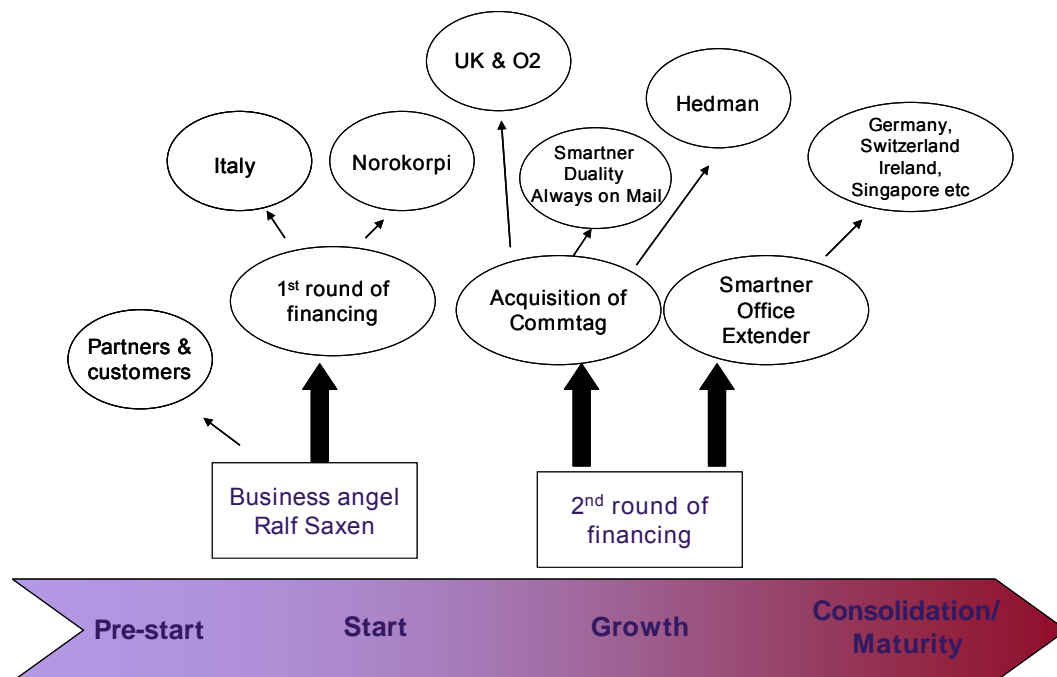 UK & O2
Hedman
Germany,
Switzerland
Ireland,
Singapore etc
Italy
Norokorpi
Smartner
Duality
Always on Mail
1st round of
financing
Acquisition of
Commtag
Smartner
Office
Extender
Partners &
customers
Business angel
Ralf Saxen
2nd round of
financing
Pre-start
Start
Growth
Consolidation/
Maturity